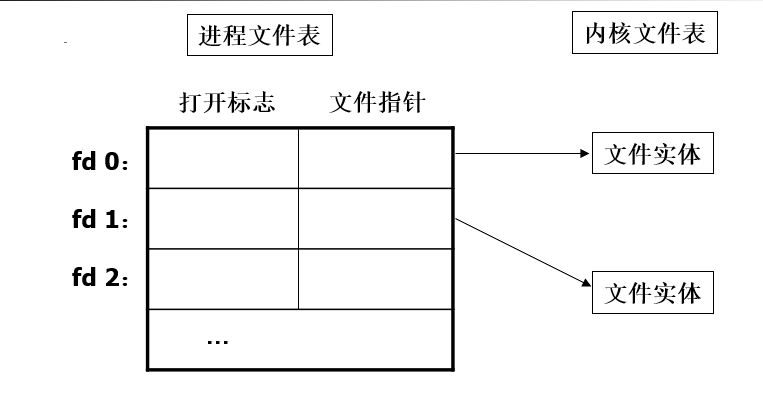 进程文件表
内核文件表
打开标志
文件指针
fd 0：
文件实体
fd 1：
fd 2：
文件实体
...